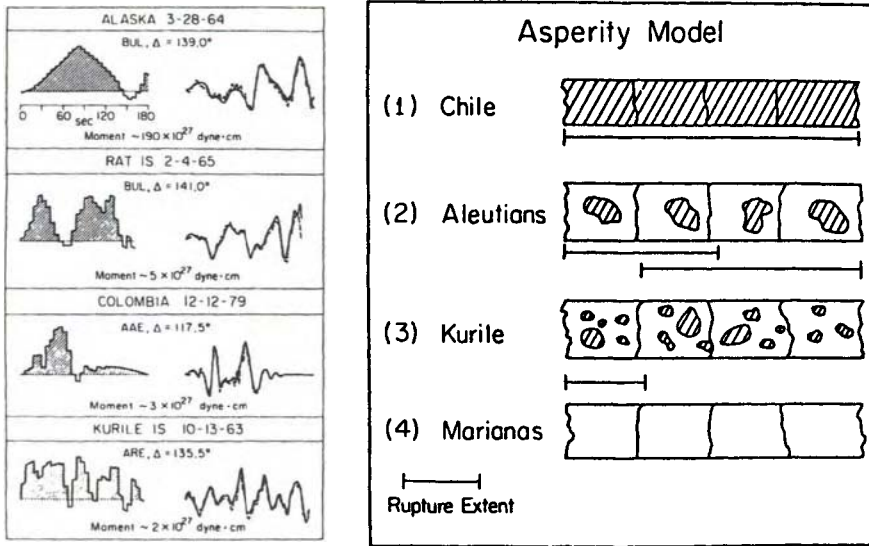 ALASKA 3-28-64
BUL, Δ = 139.0°
0 60 120 180
sec
Moment ~190 × 10²⁷ dyne·cm
RAT IS 2-4-65
BUL, Δ = 141.0°
Moment ~ 5 × 10²⁷ dyne·cm
COLOMBIA 12-12-79
AAE, Δ = 117.5°
Moment ~ 3 × 10²⁷ dyne·cm
KURILE IS 10-13-63
ARE, Δ = 135.5°
Moment ~ 2 × 10²⁷ dyne·cm
Asperity Model
(1) Chile
(2) Aleutians
(3) Kurile
(4) Marianas
Rupture Extent